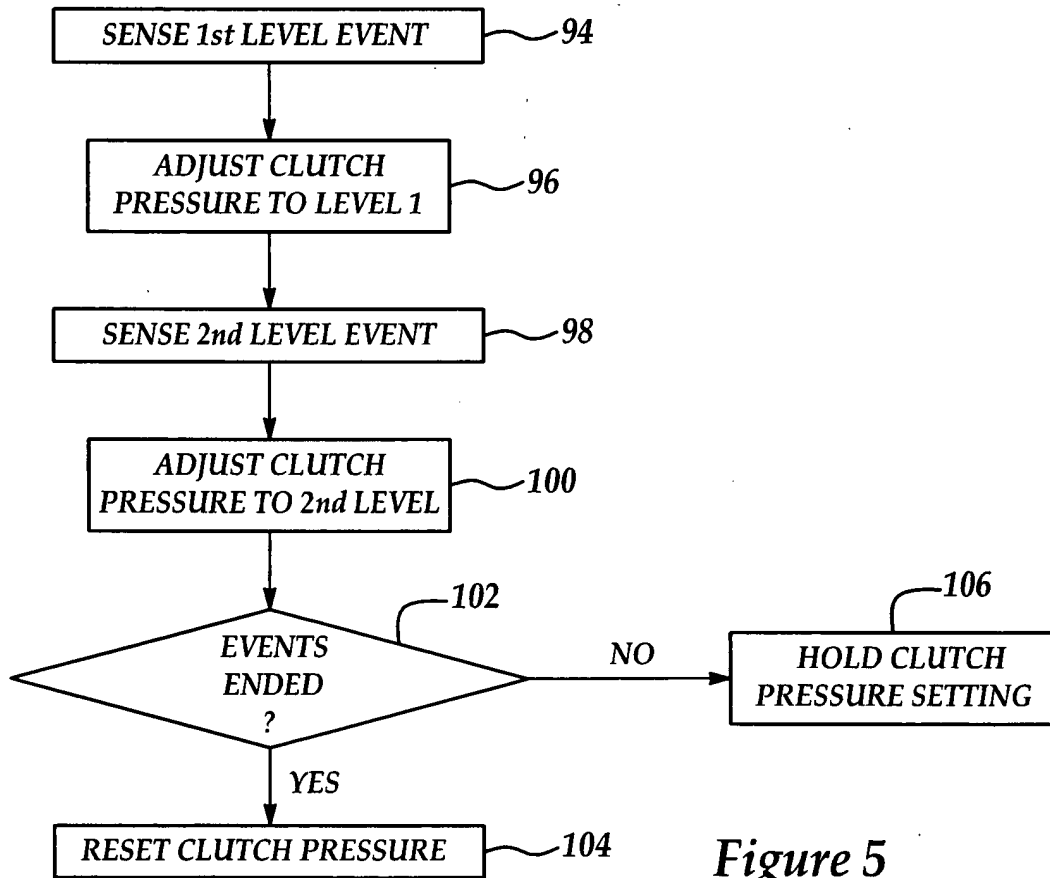 SENSE 1st LEVEL EVENT
94
ADJUST CLUTCH
PRESSURE TO LEVEL 1
96
SENSE 2nd LEVEL EVENT
98
ADJUST CLUTCH
PRESSURE TO 2nd LEVEL
100
102
EVENTS
ENDED
?
NO
106
HOLD CLUTCH
PRESSURE SETTING
YES
RESET CLUTCH PRESSURE
104
Figure 5